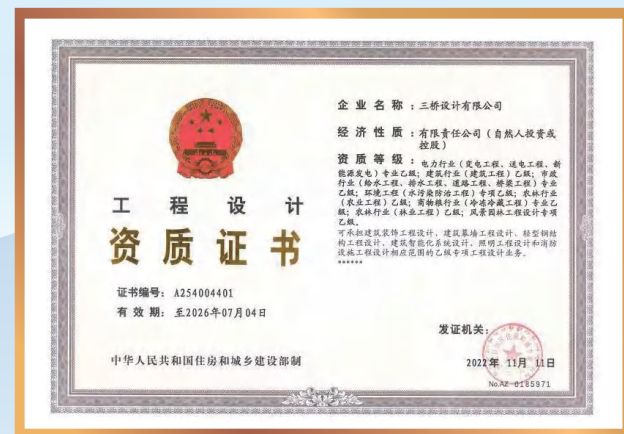 工程设计
资质证书
证书编号: A254004401
有效期: 至2026年07月04日
中华人民共和国住房和城乡建设部制
企业名称:三桥设计有限公司
经济性质:有限责任公司(自然人投资或
控股)
资质等级:电力行业(变电工程、送电工程、新
能源发电)专业乙级;建筑行业(建筑工程)乙级;市政
行业(给水工程、排水工程、道路工程、桥梁工程)专业
乙级;环境工程(水污染防治工程)专项乙级;农林行业
(农业工程)乙级;商物粮行业(冷冻冷藏工程)专业乙
级;农林行业(林业工程)乙级;风景园林工程设计专项
乙级。
可承担建筑装饰工程设计、建筑幕墙工程设计、轻型钢结
构工程设计、建筑智能化系统设计、照明工程设计和消防
设施工程设计相应范围的乙级专项工程设计业务。
******
发证机关:
2022年 11月 11日
No.AZ 0185971